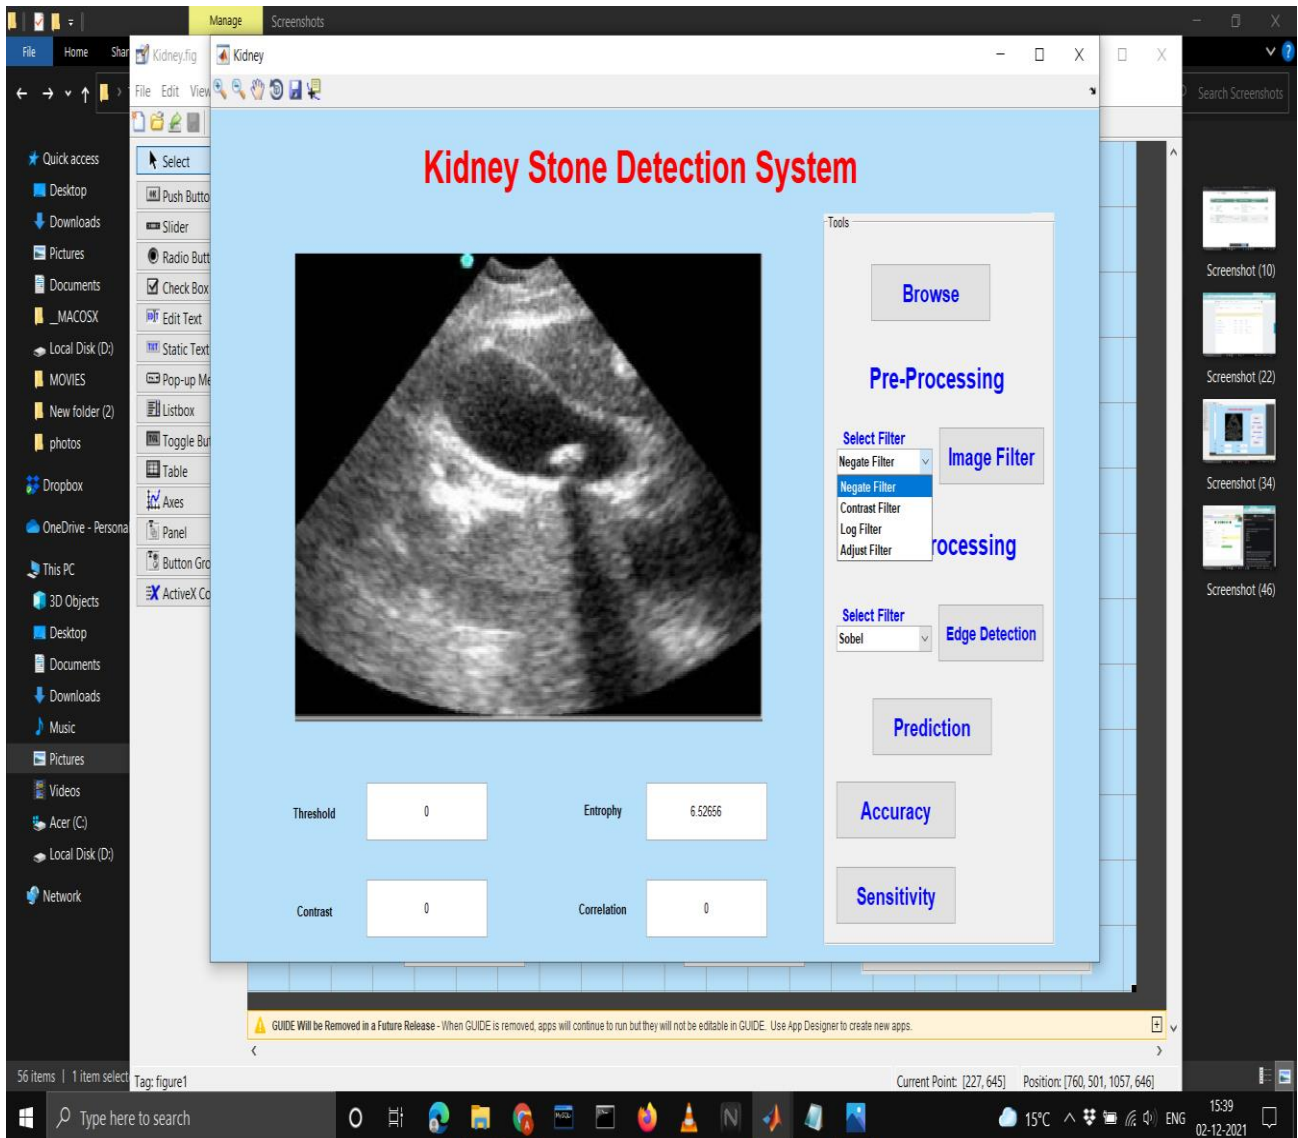 Manage Screenshots
File Home Shar Kidney.fig Kidney
File Edit View
Search Screenshots
Quick access
Desktop
Downloads
Pictures
Documents
_MACOSX
Local Disk (D:)
MOVIES
New folder (2)
photos
Dropbox
OneDrive - Persona
This PC
3D Objects
Desktop
Documents
Downloads
Music
Pictures
Videos
Acer (C:)
Local Disk (D:)
Network
56 items 1 item select
Select
Push Butto
Slider
Radio Butt
Check Box
Edit Text
Static Text
Pop-up Me
Listbox
Toggle But
Table
Axes
Panel
Button Gro
ActiveX Co
Kidney Stone Detection System
Tools
Browse
Pre-Processing
Select Filter
Negate Filter
Image Filter
Negate Filter
Contrast Filter
Log Filter
Adjust Filter
rocessing
Select Filter
Sobel
Edge Detection
Prediction
Accuracy
Sensitivity
Threshold 0 Entrophy 6.52656
Contrast 0 Correlation 0
GUIDE Will be Removed in a Future Release - When GUIDE is removed, apps will continue to run but they will not be editable in GUIDE. Use App Designer to create new apps.
Tag: figure1 Current Point: [227, 645] Position: [760, 501, 1057, 646]
Screenshot (10)
Screenshot (22)
Screenshot (34)
Screenshot (46)
Type here to search
15°C ENG 15:39
02-12-2021